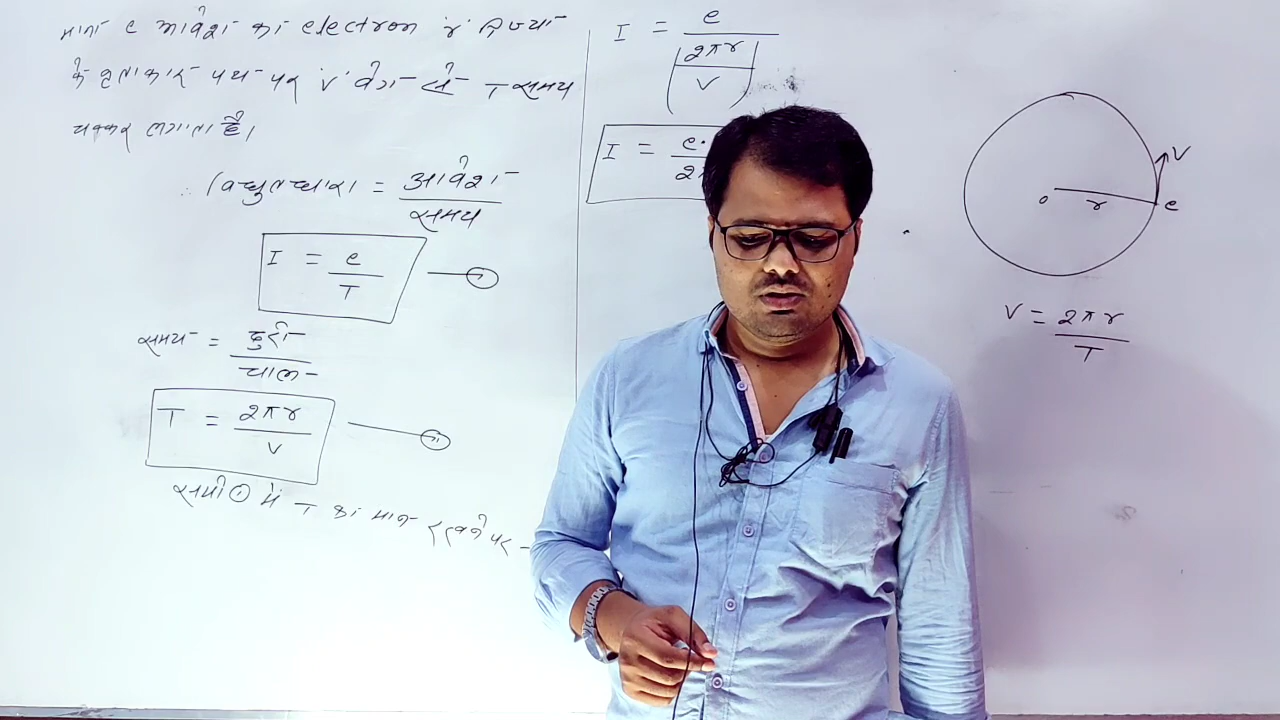 माना e आवेश का electron r त्रिज्या
के वृताकार पथ पर 'v' वेग से T समय
चक्कर लगाता है।
∴ विद्युत धारा = आवेश / समय
I = e / T → ①
समय = दुरी / चाल
T = 2πr / v → ②
समी० ① में T का मान रखने पर -
I = e / (2πr / v)
I = e.
v
o r e
v = 2πr / T